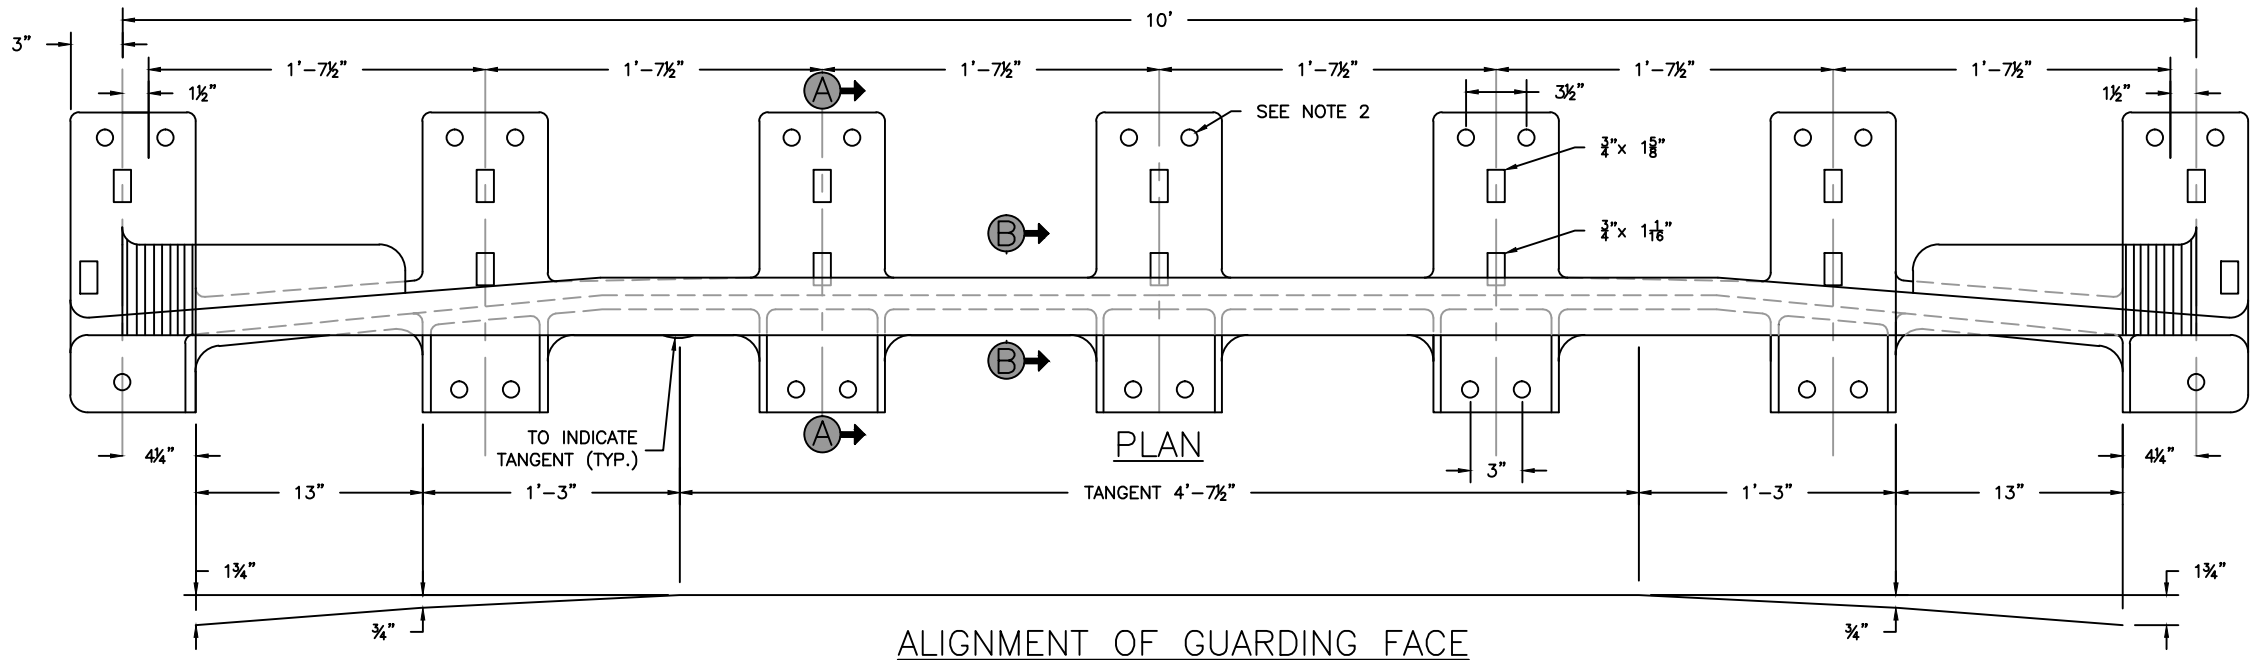 10'
3"
1'-7½" 1'-7½" 1'-7½" 1'-7½" 1'-7½" 1'-7½"
1½" A 3½" 1½"
SEE NOTE 2
¾"x 1⅝"
B
¾"x 1 1/16"
B
A
TO INDICATE
TANGENT (TYP.)
PLAN
4¼" 3" 4¼"
13" 1'-3" TANGENT 4'-7½" 1'-3" 13"
1¾" 1¾"
¾" ¾"
ALIGNMENT OF GUARDING FACE